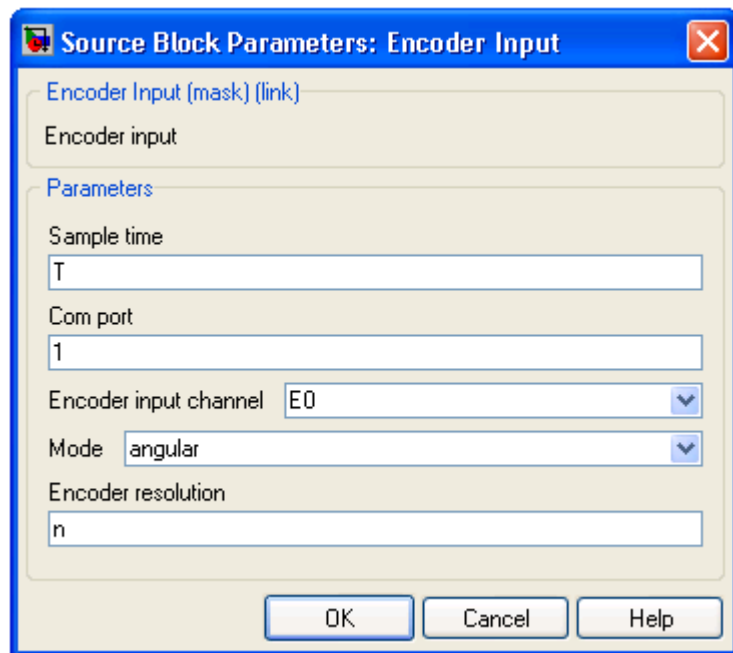 Source Block Parameters: Encoder Input
Encoder Input (mask) (link)
Encoder input
Parameters
Sample time
T
Com port
1
Encoder input channel E0
Mode angular
Encoder resolution
n
OK Cancel Help